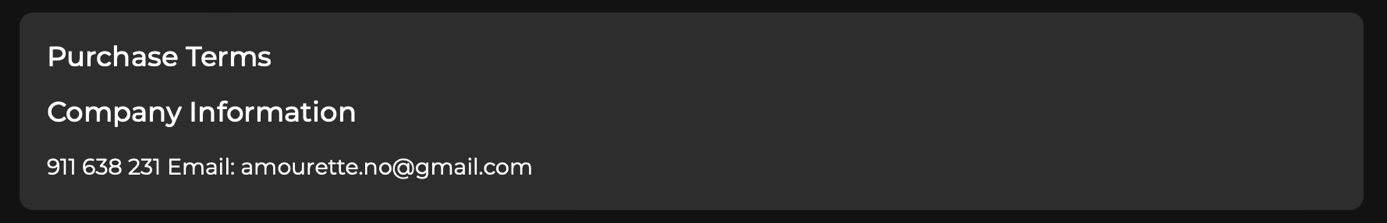 Purchase Terms
Company Information
911 638 231 Email: amourette.no@gmail.com